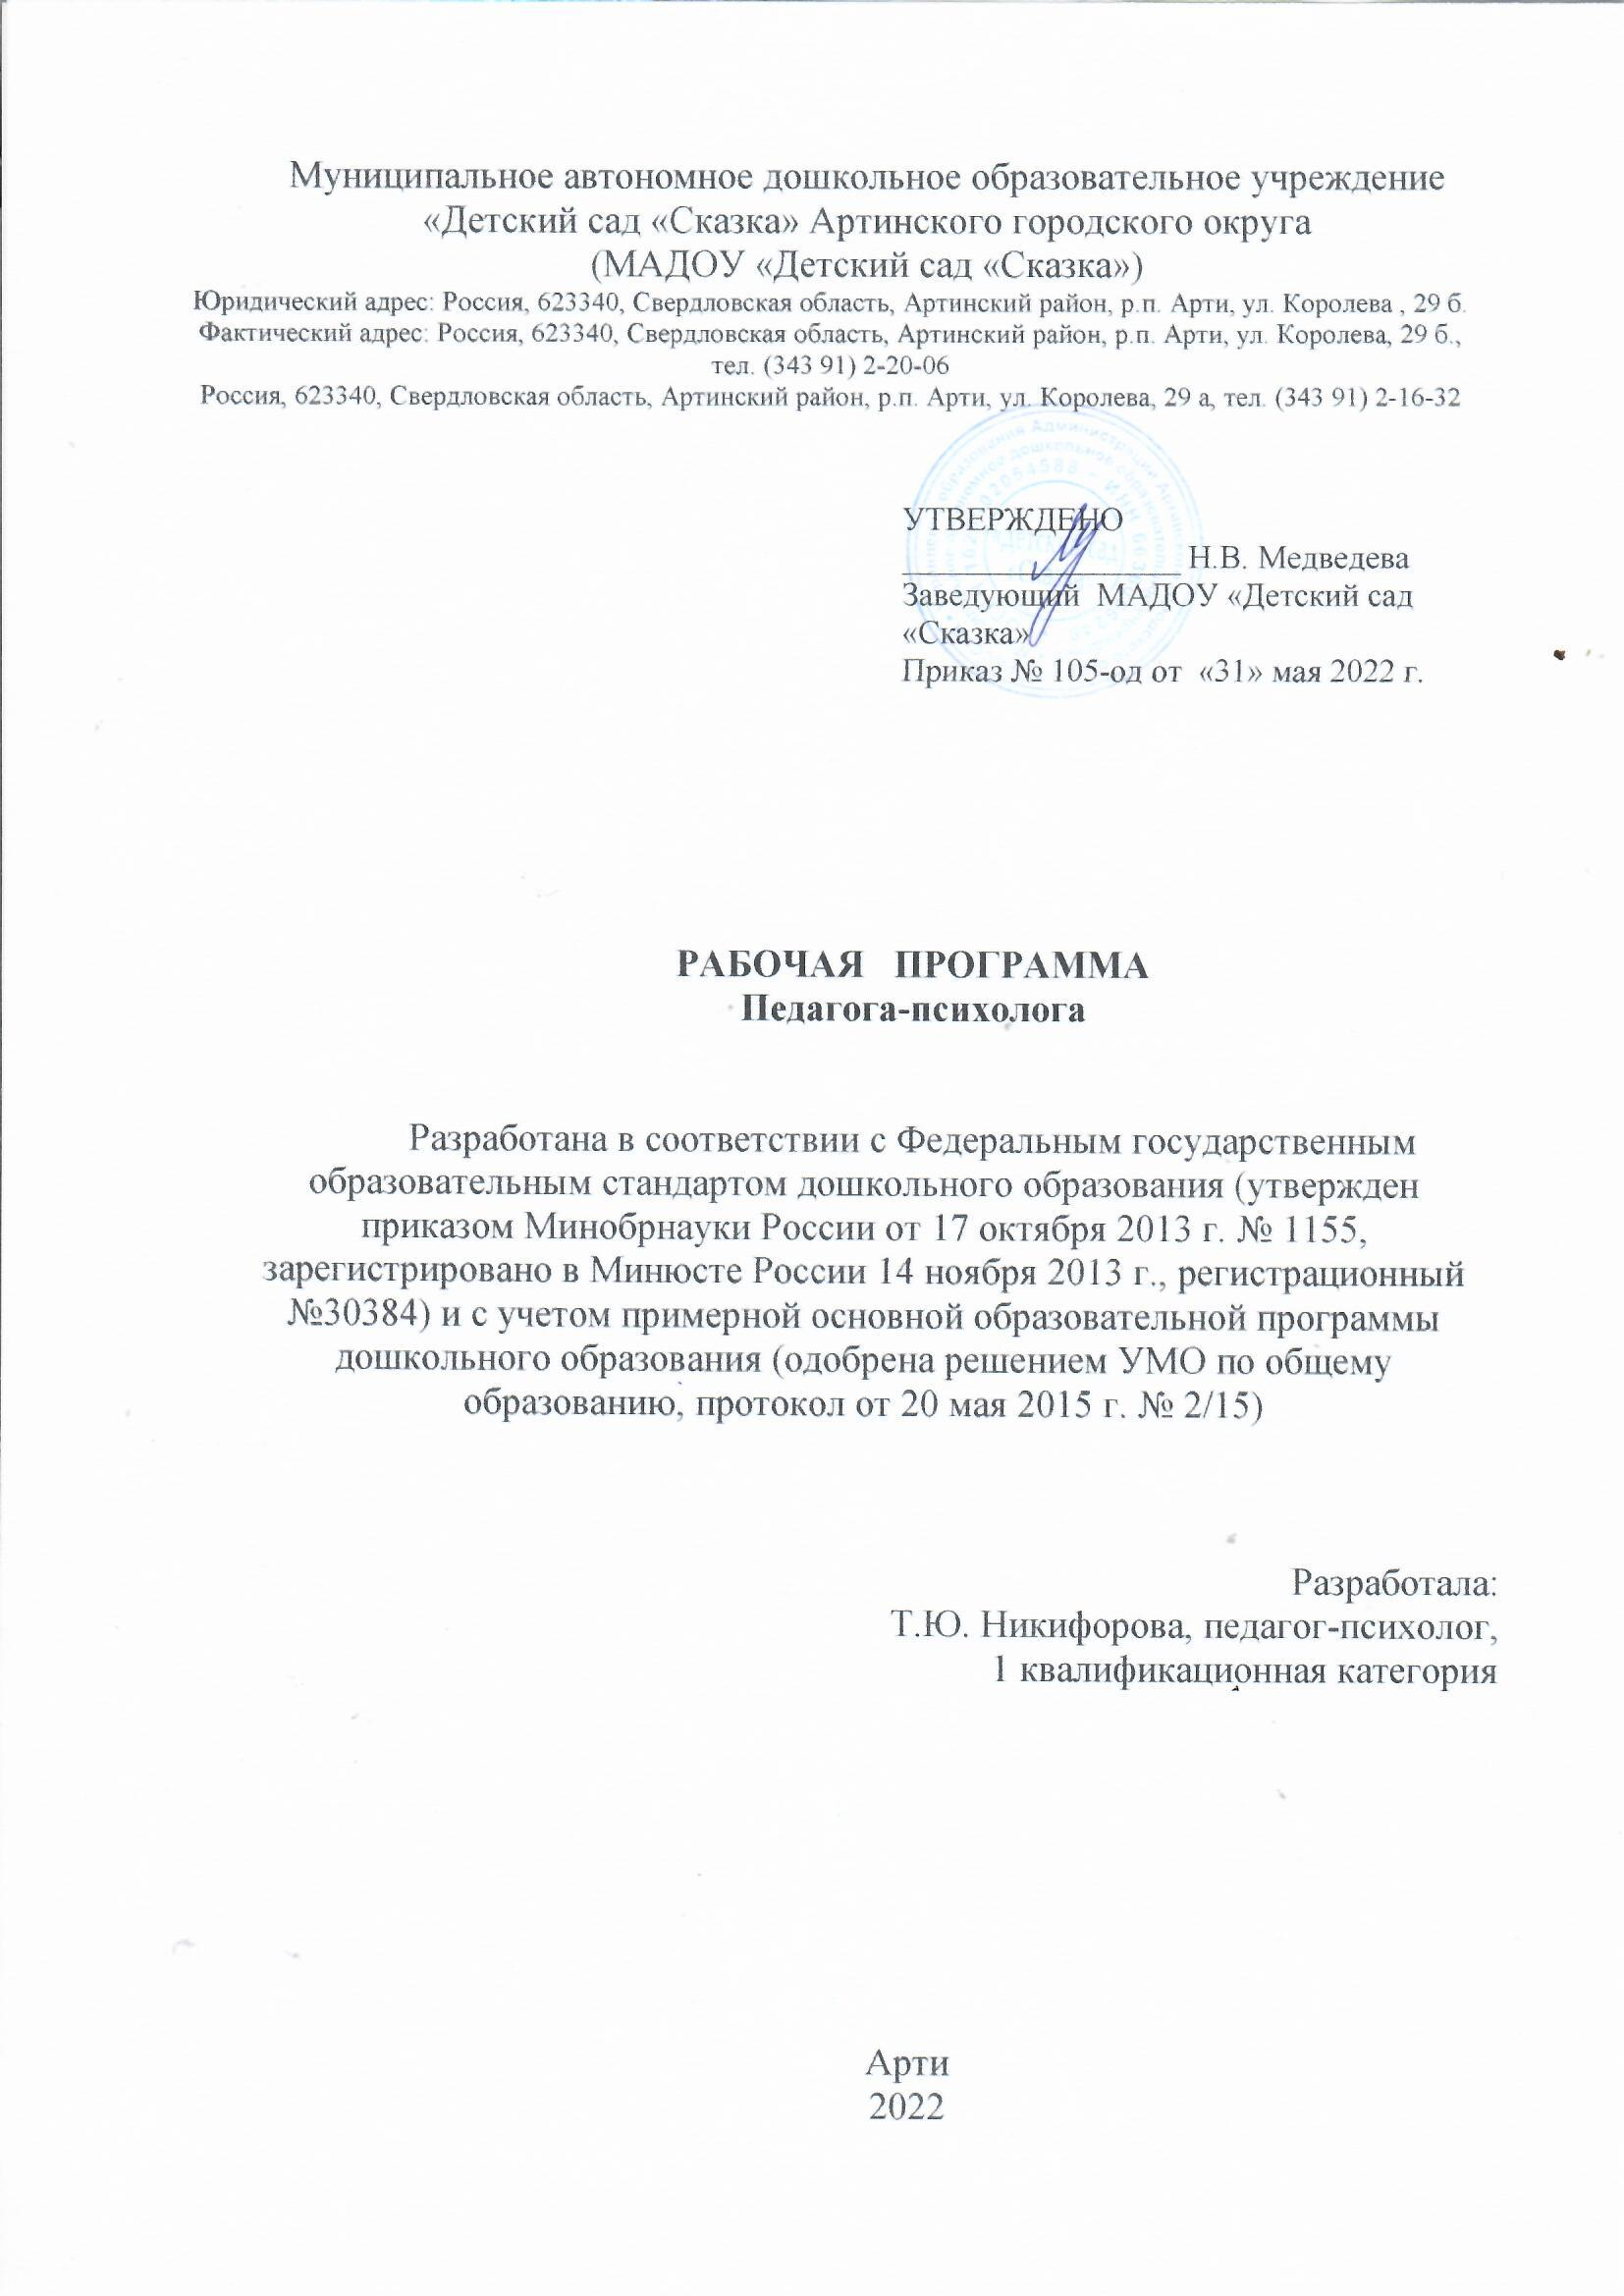 Муниципальное автономное дошкольное образовательное учреждение
«Детский сад «Сказка» Артинского городского округа
(МАДОУ «Детский сад «Сказка»)
Юридический адрес: Россия, 623340, Свердловская область, Артинский район, р.п. Арти, ул. Королева , 29 б.
Фактический адрес: Россия, 623340, Свердловская область, Артинский район, р.п. Арти, ул. Королева, 29 б.,
тел. (343 91) 2-20-06
Россия, 623340, Свердловская область, Артинский район, р.п. Арти, ул. Королева, 29 а, тел. (343 91) 2-16-32
УТВЕРЖДЕНО
________________ Н.В. Медведева
Заведующий МАДОУ «Детский сад
«Сказка»
Приказ № 105-од от «31» мая 2022 г.
РАБОЧАЯ ПРОГРАММА
Педагога-психолога
Разработана в соответствии с Федеральным государственным
образовательным стандартом дошкольного образования (утвержден
приказом Минобрнауки России от 17 октября 2013 г. № 1155,
зарегистрировано в Минюсте России 14 ноября 2013 г., регистрационный
№30384) и с учетом примерной основной образовательной программы
дошкольного образования (одобрена решением УМО по общему
образованию, протокол от 20 мая 2015 г. № 2/15)
Разработала:
Т.Ю. Никифорова, педагог-психолог,
1 квалификационная категория
Арти
2022